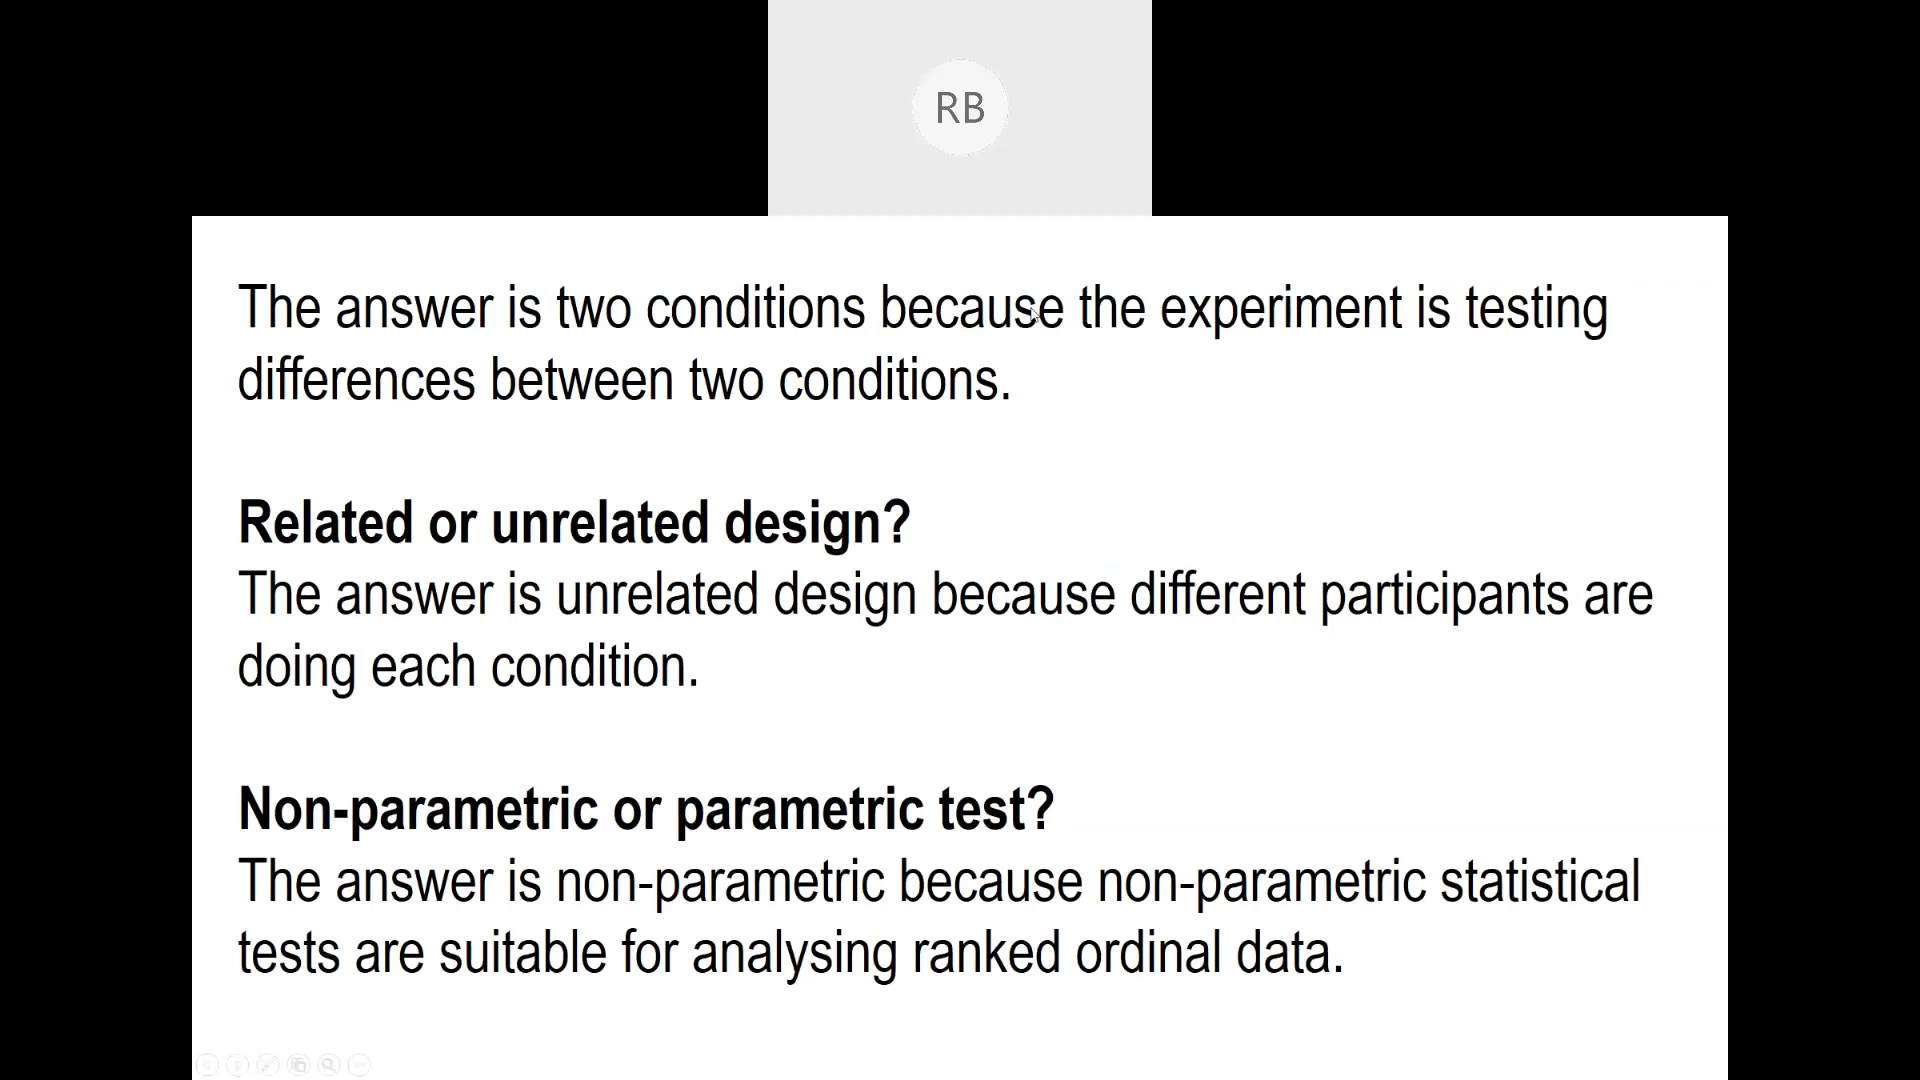 RB
The answer is two conditions because the experiment is testing
differences between two conditions.
Related or unrelated design?
The answer is unrelated design because different participants are
doing each condition.
Non-parametric or parametric test?
The answer is non-parametric because non-parametric statistical
tests are suitable for analysing ranked ordinal data.